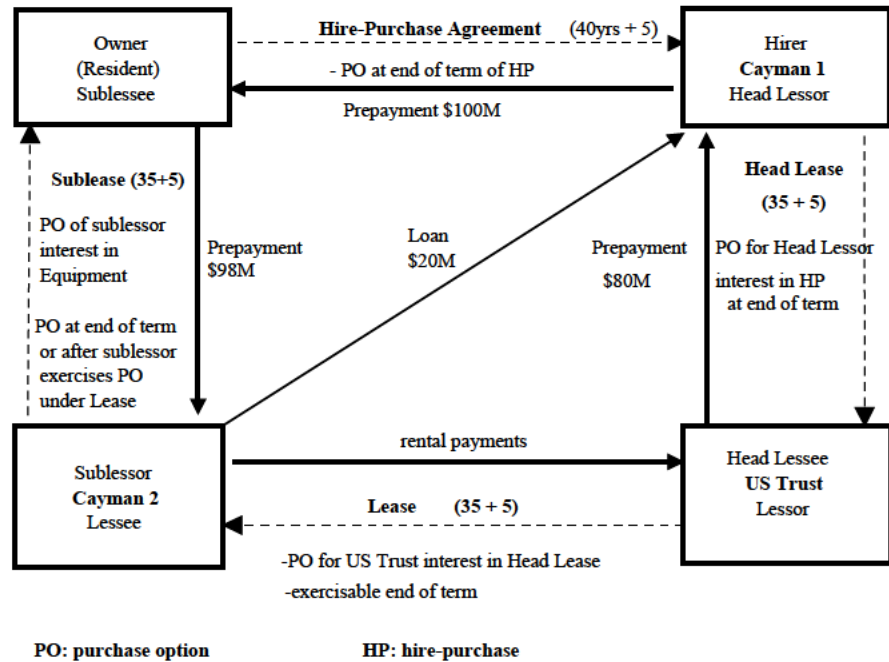 Owner
(Resident)
Sublessee
Hire-Purchase Agreement (40yrs + 5)
- PO at end of term of HP
Prepayment $100M
Hirer
Cayman 1
Head Lessor
Sublease (35+5)
PO of sublessor
interest in
Equipment
PO at end of term
or after sublessor
exercises PO
under Lease
Prepayment
$98M
Loan
$20M
Prepayment
$80M
Head Lease
(35 + 5)
PO for Head Lessor
interest in HP
at end of term
Sublessor
Cayman 2
Lessee
rental payments
Lease (35 + 5)
-PO for US Trust interest in Head Lease
-exercisable end of term
Head Lessee
US Trust
Lessor
PO: purchase option HP: hire-purchase